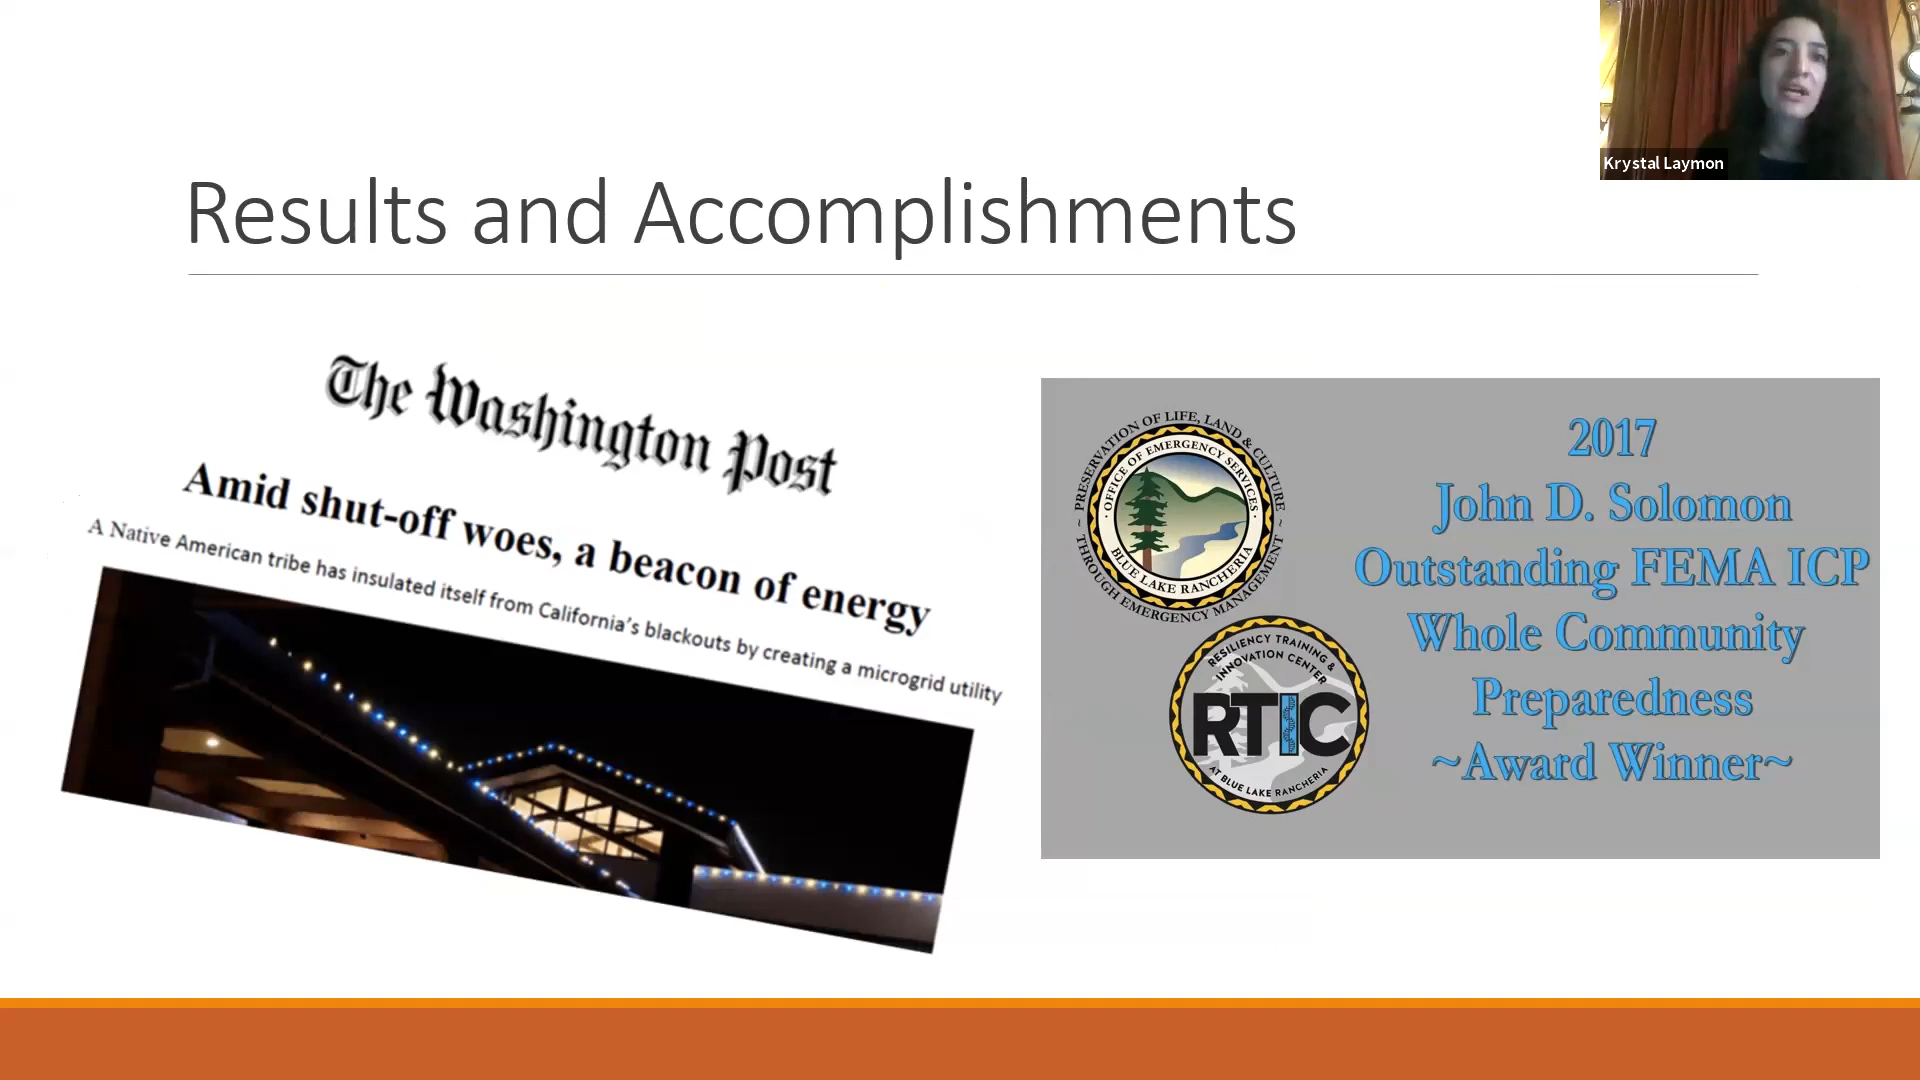 Krystal Laymon
Results and Accomplishments
The Washington Post
Amid shut-off woes, a beacon of energy
A Native American tribe has insulated itself from California's blackouts by creating a microgrid utility
~ PRESERVATION OF LIFE, LAND & CULTURE ~
THROUGH EMERGENCY MANAGEMENT
· OFFICE OF EMERGENCY SERVICES ·
BLUE LAKE RANCHERIA
RESILIENCY TRAINING &
INNOVATION CENTER
RTIC
AT BLUE LAKE RANCHERIA
2017
John D. Solomon
Outstanding FEMA ICP
Whole Community
Preparedness
~Award Winner~